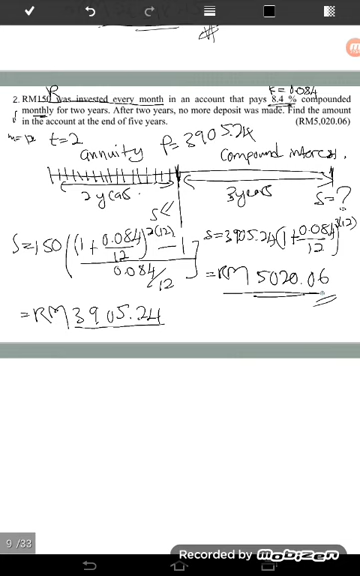 r = 0.084
2. RM150 was invested every month in an account that pays 8.4 % compounded
monthly for two years. After two years, no more deposit was made. Find the amount
in the account at the end of five years. (RM5,020.06)
m = 12 t = 2 P = 3905.24
annuity compound interest
2 years 3 years S = ?
S = 150 ((1 + 0.084/12)^2(12) - 1 / 0.084/12)
S = 3905.24 (1 + 0.084/12)^3(12)
= RM 3905.24
= RM 5020.06
9 /33
Recorded by Mobizen